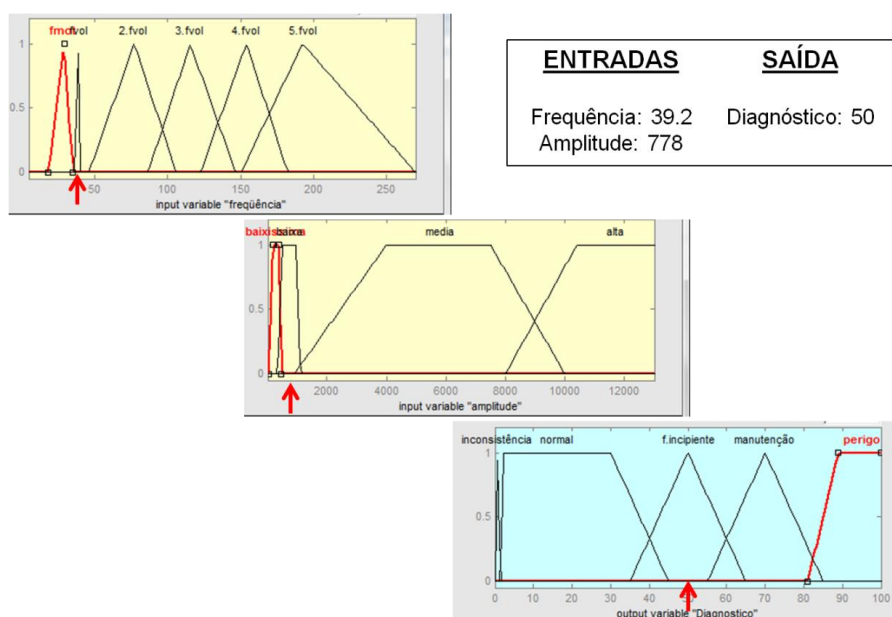 fmot fvol 2.fvol 3.fvol 4.fvol 5.fvol
1
0.5
0
50 100 150 200 250
input variable "freqüência"
ENTRADAS SAÍDA
Frequência: 39.2 Diagnóstico: 50
Amplitude: 778
baixa media alta
1
0.5
0
2000 4000 6000 8000 10000 12000
input variable "amplitude"
inconsistência normal f.incipiente manutenção perigo
1
0.5
0
0 10 20 30 40 50 60 70 80 90 100
output variable "Diagnostico"